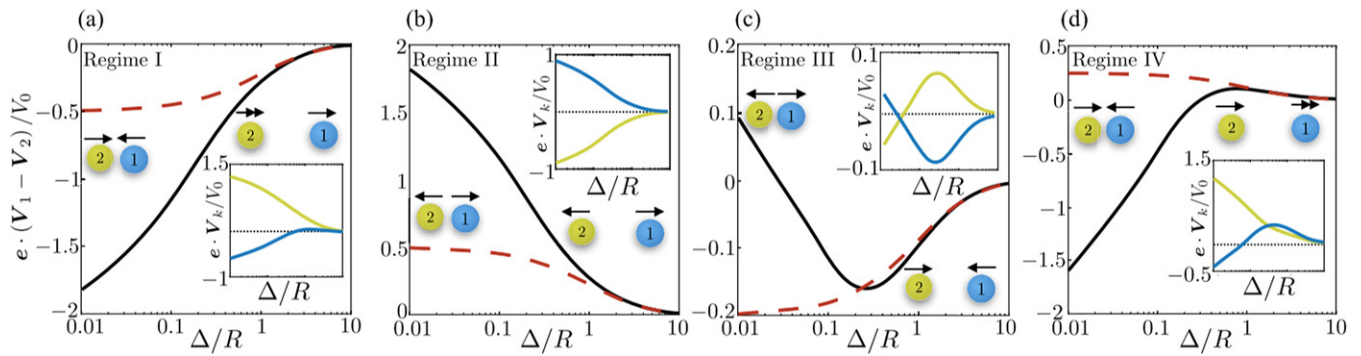 (a)
(b)
(c)
(d)
e · (V₁ − V₂)/V₀
0
−0.5
−1
−1.5
−2
Regime I
2 1
2 1
1.5
e · Vₖ/V₀
−1
Δ/R
0.01 0.1 1 10
Δ/R
2
1.5
1
0.5
0
Regime II
1
e · Vₖ/V₀
−1
Δ/R
2 1
2 1
0.01 0.1 1 10
Δ/R
0.2
0.1
0
−0.1
−0.2
Regime III
0.1
e · Vₖ/V₀
−0.1
Δ/R
2 1
2 1
0.01 0.1 1 10
Δ/R
0.5
0
−0.5
−1
−1.5
−2
Regime IV
2 1
2 1
1.5
e · Vₖ/V₀
−0.5
Δ/R
0.01 0.1 1 10
Δ/R